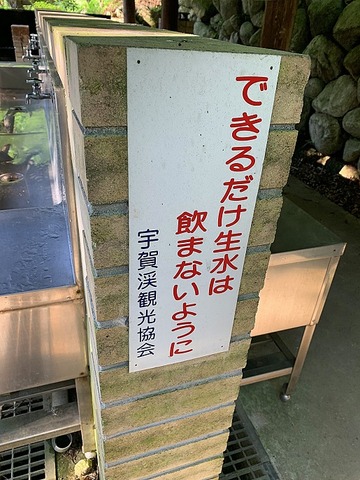 できるだけ生水は
飲まないように
宇賀渓観光協会